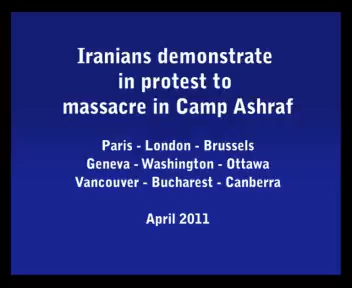 Iranians demonstrate
in protest to
massacre in Camp Ashraf
Paris - London - Brussels
Geneva - Washington - Ottawa
Vancouver - Bucharest - Canberra
April 2011